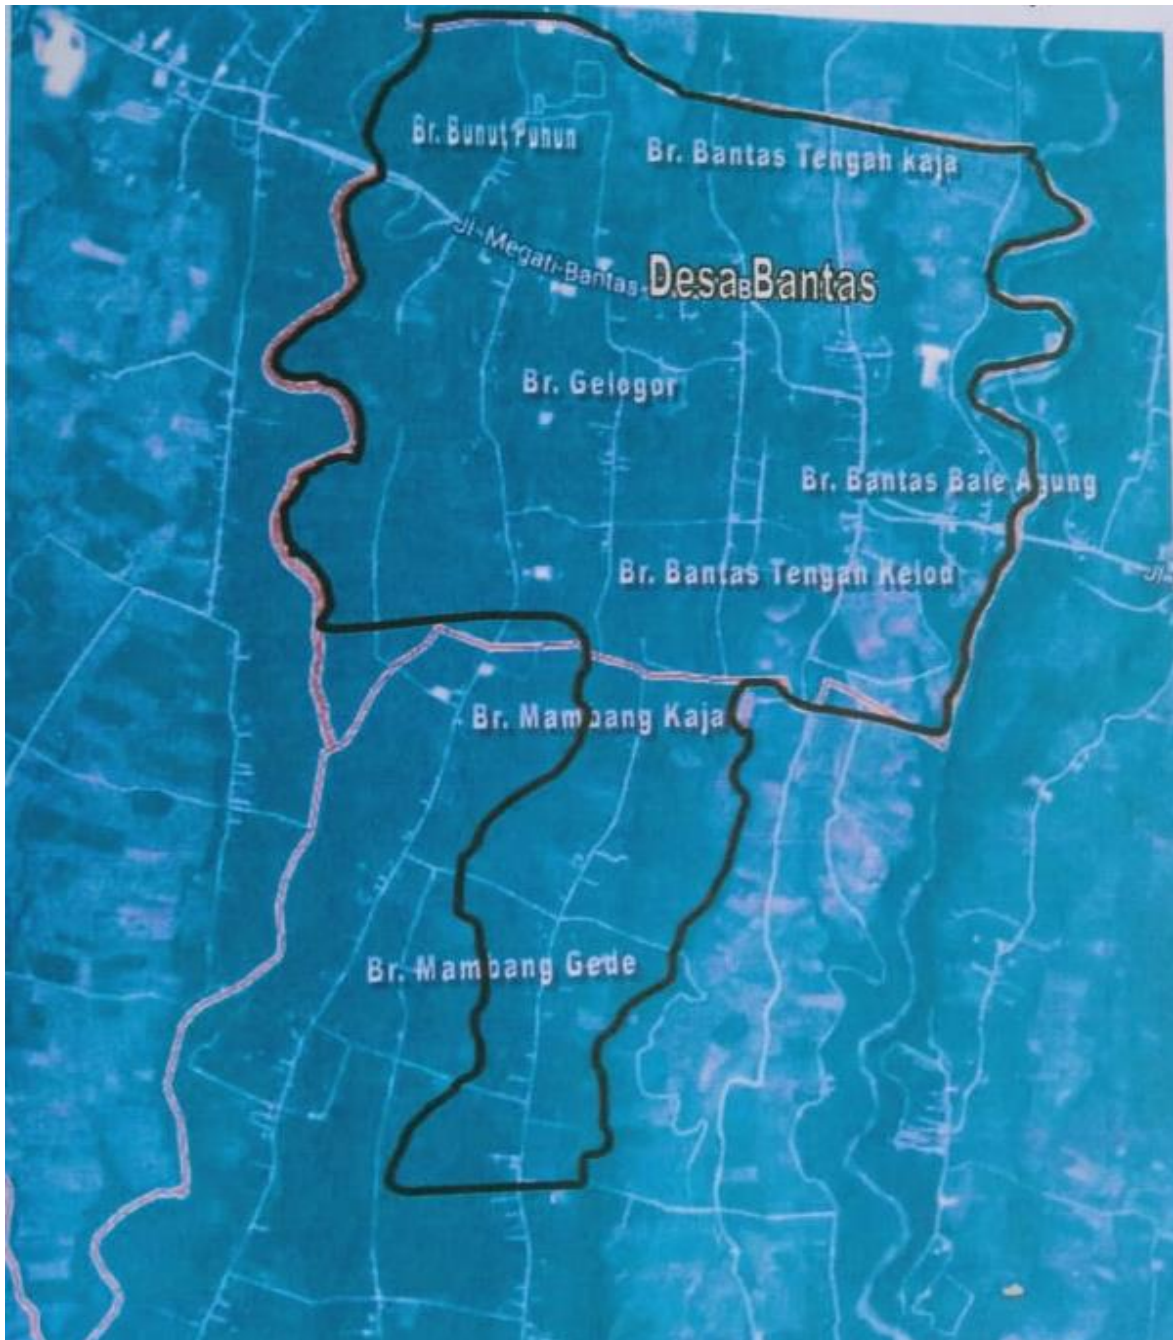 Br. Bunut Puhun
Br. Bantas Tengah kaja
Jl-Megati-Bantas
Desa Bantas
B
Br. Gelogor
Br. Bantas Bale Agung
Br. Bantas Tengah Kelod
Jl-
Br. Mambang Kaja
Br. Mambang Gede